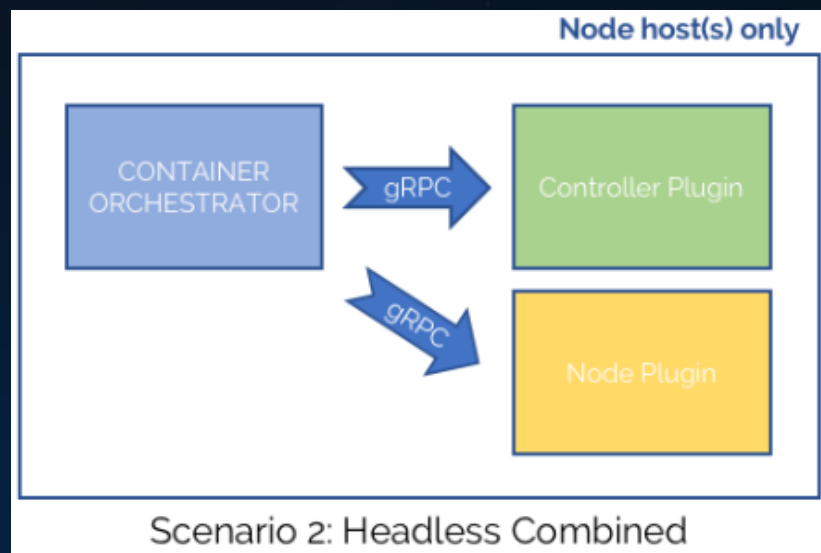 Node host(s) only
CONTAINER
ORCHESTRATOR
gRPC
Controller Plugin
gRPC
Node Plugin
Scenario 2: Headless Combined